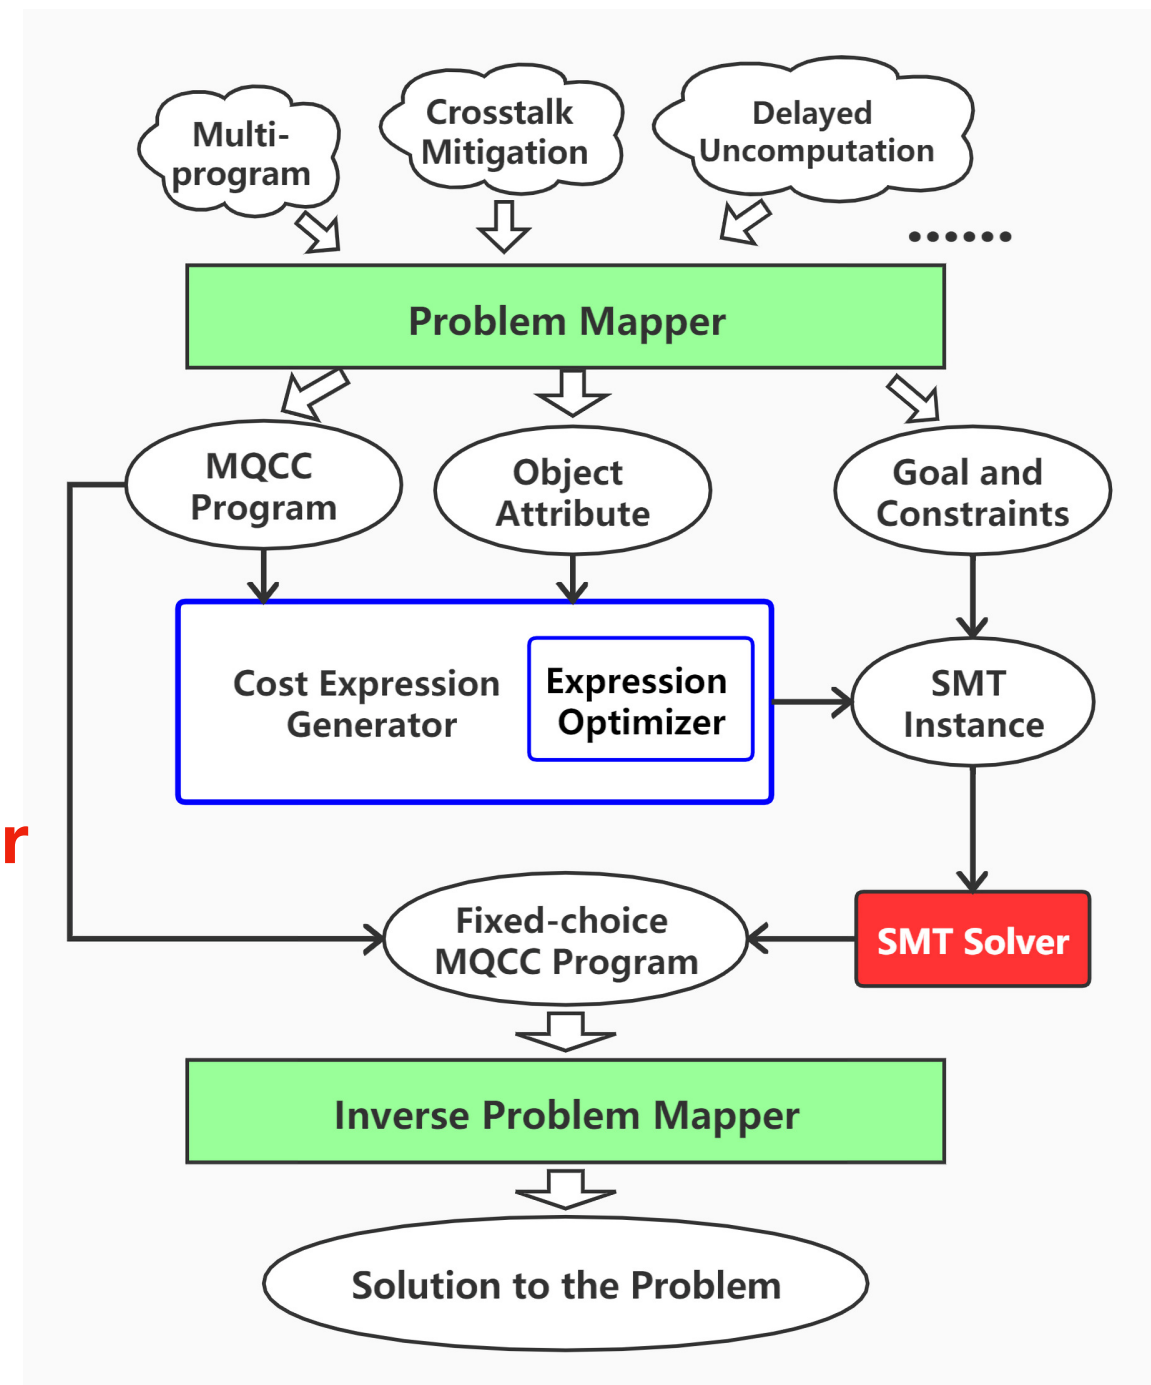 Multi-
program
Crosstalk
Mitigation
Delayed
Uncomputation
......
Problem Mapper
MQCC
Program
Object
Attribute
Goal and
Constraints
Cost Expression
Generator
Expression
Optimizer
SMT
Instance
r
Fixed-choice
MQCC Program
SMT Solver
Inverse Problem Mapper
Solution to the Problem